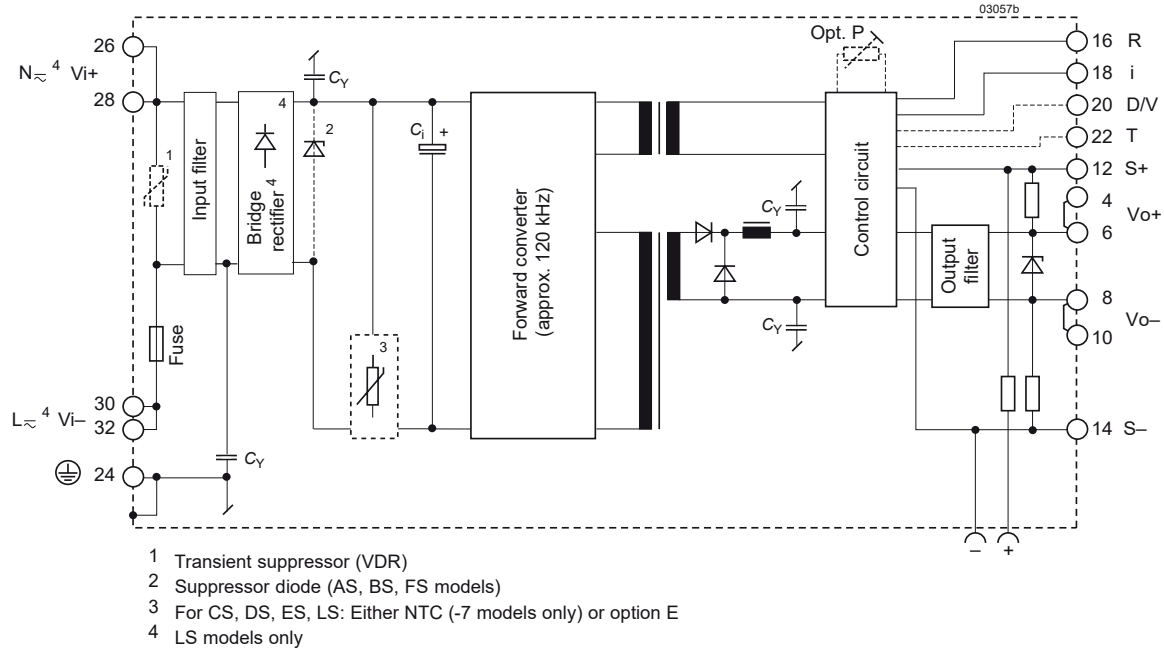 03057b
26
N≂ 4 Vi+
28
1
Input filter
4
Bridge
rectifier 4
CY
2
Ci +
3
Fuse
30
L≂ 4 Vi–
32
24
CY
Forward converter
(approx. 120 kHz)
CY
CY
Opt. P
Control circuit
Output
filter
16 R
18 i
20 D/V
22 T
12 S+
4
Vo+
6
8
Vo–
10
14 S–
– +
1 Transient suppressor (VDR)
2 Suppressor diode (AS, BS, FS models)
3 For CS, DS, ES, LS: Either NTC (-7 models only) or option E
4 LS models only